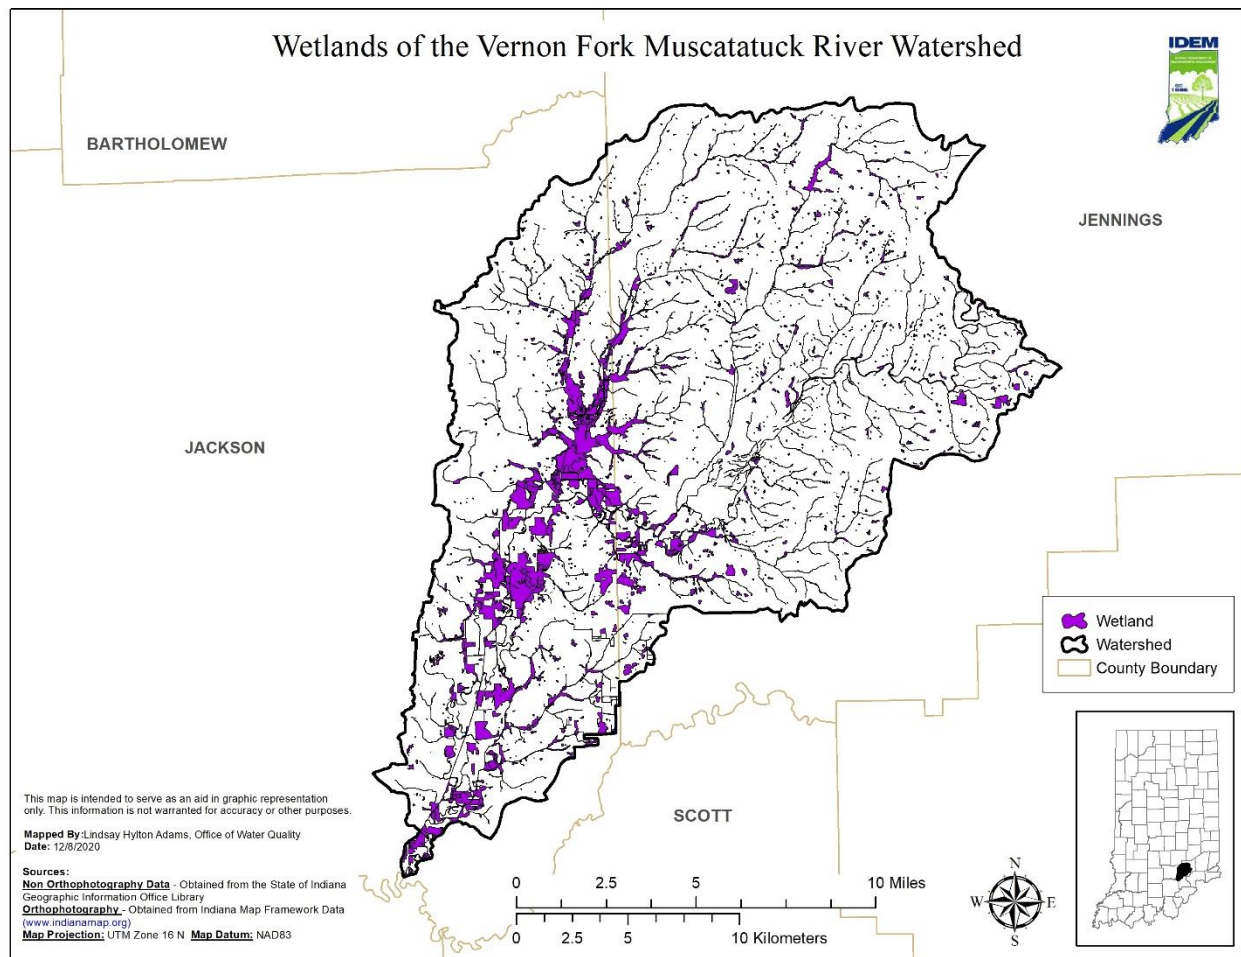 Wetlands of the Vernon Fork Muscatatuck River Watershed
IDEM
BARTHOLOMEW
JENNINGS
JACKSON
Wetland
Watershed
County Boundary
SCOTT
This map is intended to serve as an aid in graphic representation
only. This information is not warranted for accuracy or other purposes.
Mapped By:Lindsay Hylton Adams, Office of Water Quality
Date: 12/8/2020
Sources:
Non Orthophotography Data - Obtained from the State of Indiana
Geographic Information Office Library
Orthophotography - Obtained from Indiana Map Framework Data
(www.indianamap.org)
Map Projection: UTM Zone 16 N Map Datum: NAD83
0 2.5 5 10 Miles
0 2.5 5 10 Kilometers
N
W E
S